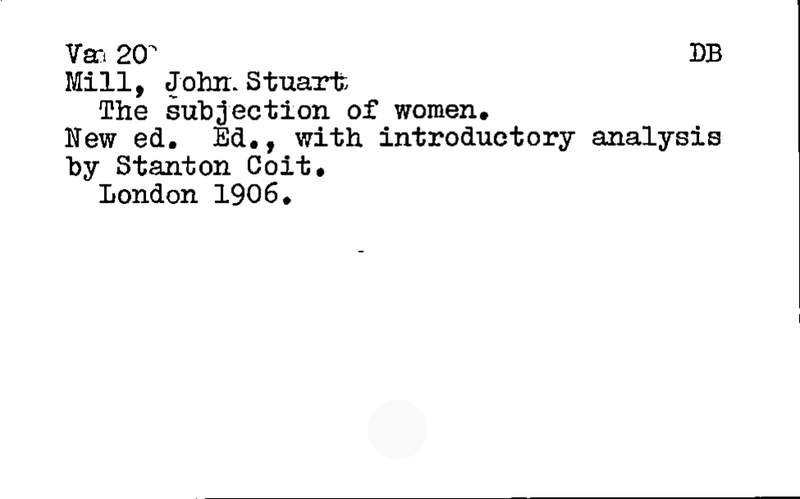 Va 20 DB
Mill, John Stuart
The subjection of women.
New ed. Ed., with introductory analysis
by Stanton Coit.
London 1906.